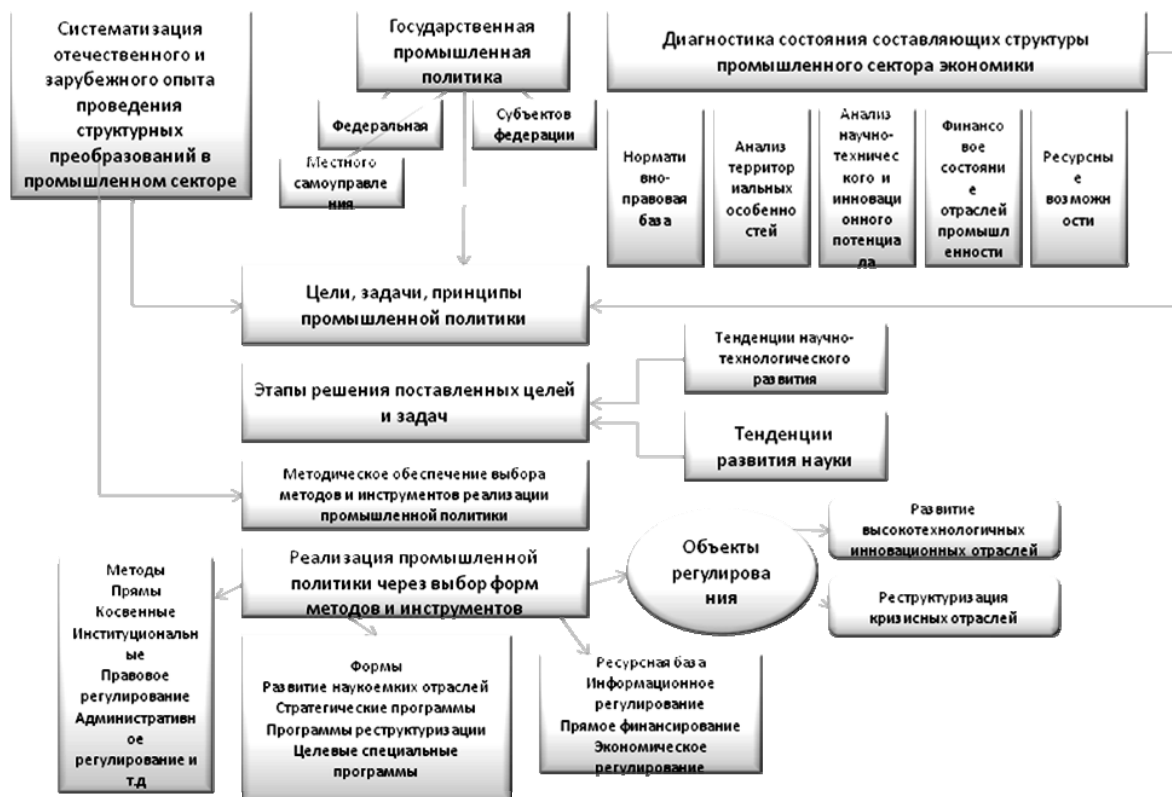 Систематизация
отечественного и
зарубежного опыта
проведения
структурных
преобразований в
промышленном секторе
Государственная
промышленная
политика
Федеральная
Субъектов
федерации
Местного
самоуправле
ния
Диагностика состояния составляющих структуры
промышленного сектора экономики
Нормати
вно-
правовая
база
Анализ
территор
иальных
особенно
стей
Анализ
научно-
техничес
кого и
инноваци
онного
потенциа
ла
Финансо
вое
состояни
е
отраслей
промышл
енности
Ресурсны
е
возможн
ости
Цели, задачи, принципы
промышленной политики
Тенденции научно-
технологического
развития
Этапы решения поставленных целей
и задач
Тенденции
развития науки
Методическое обеспечение выбора
методов и инструментов реализации
промышленной политики
Реализация промышленной
политики через выбор форм
методов и инструментов
Объекты
регулирова
ния
Развитие
высокотехнологичных
инновационных отраслей
Реструктуризация
кризисных отраслей
Методы
Прямы
Косвенные
Институциональн
ые
Правовое
регулирование
Административн
ое
регулирование и
т.д
Формы
Развитие наукоемких отраслей
Стратегические программы
Программы реструктуризации
Целевые специальные
программы
Ресурсная база
Информационное
регулирование
Прямое финансирование
Экономическое
регулирование